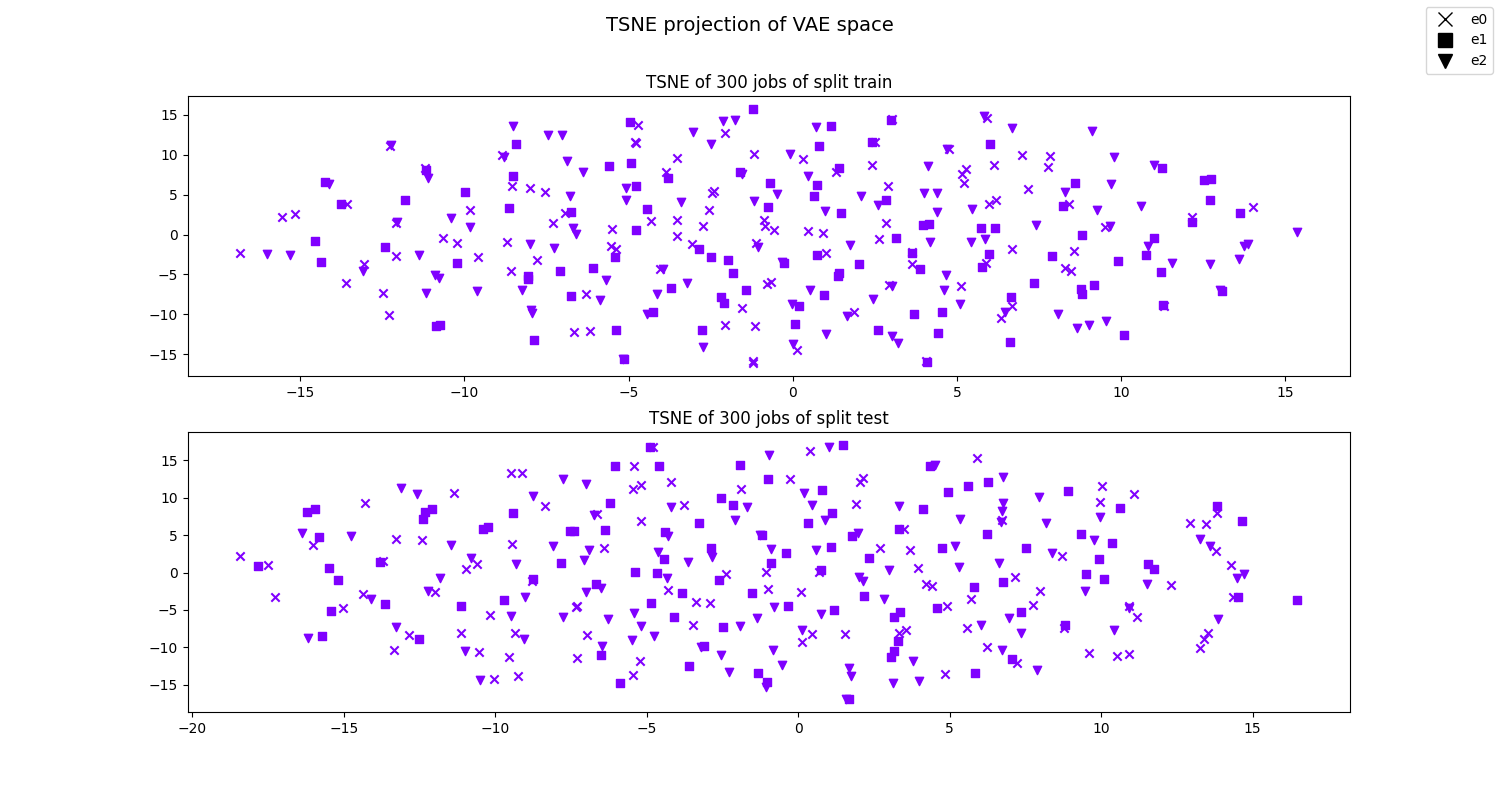 TSNE projection of VAE space
e0
e1
e2
TSNE of 300 jobs of split train
15
10
5
0
−5
−10
−15
−15 −10 −5 0 5 10 15
TSNE of 300 jobs of split test
15
10
5
0
−5
−10
−15
−20 −15 −10 −5 0 5 10 15